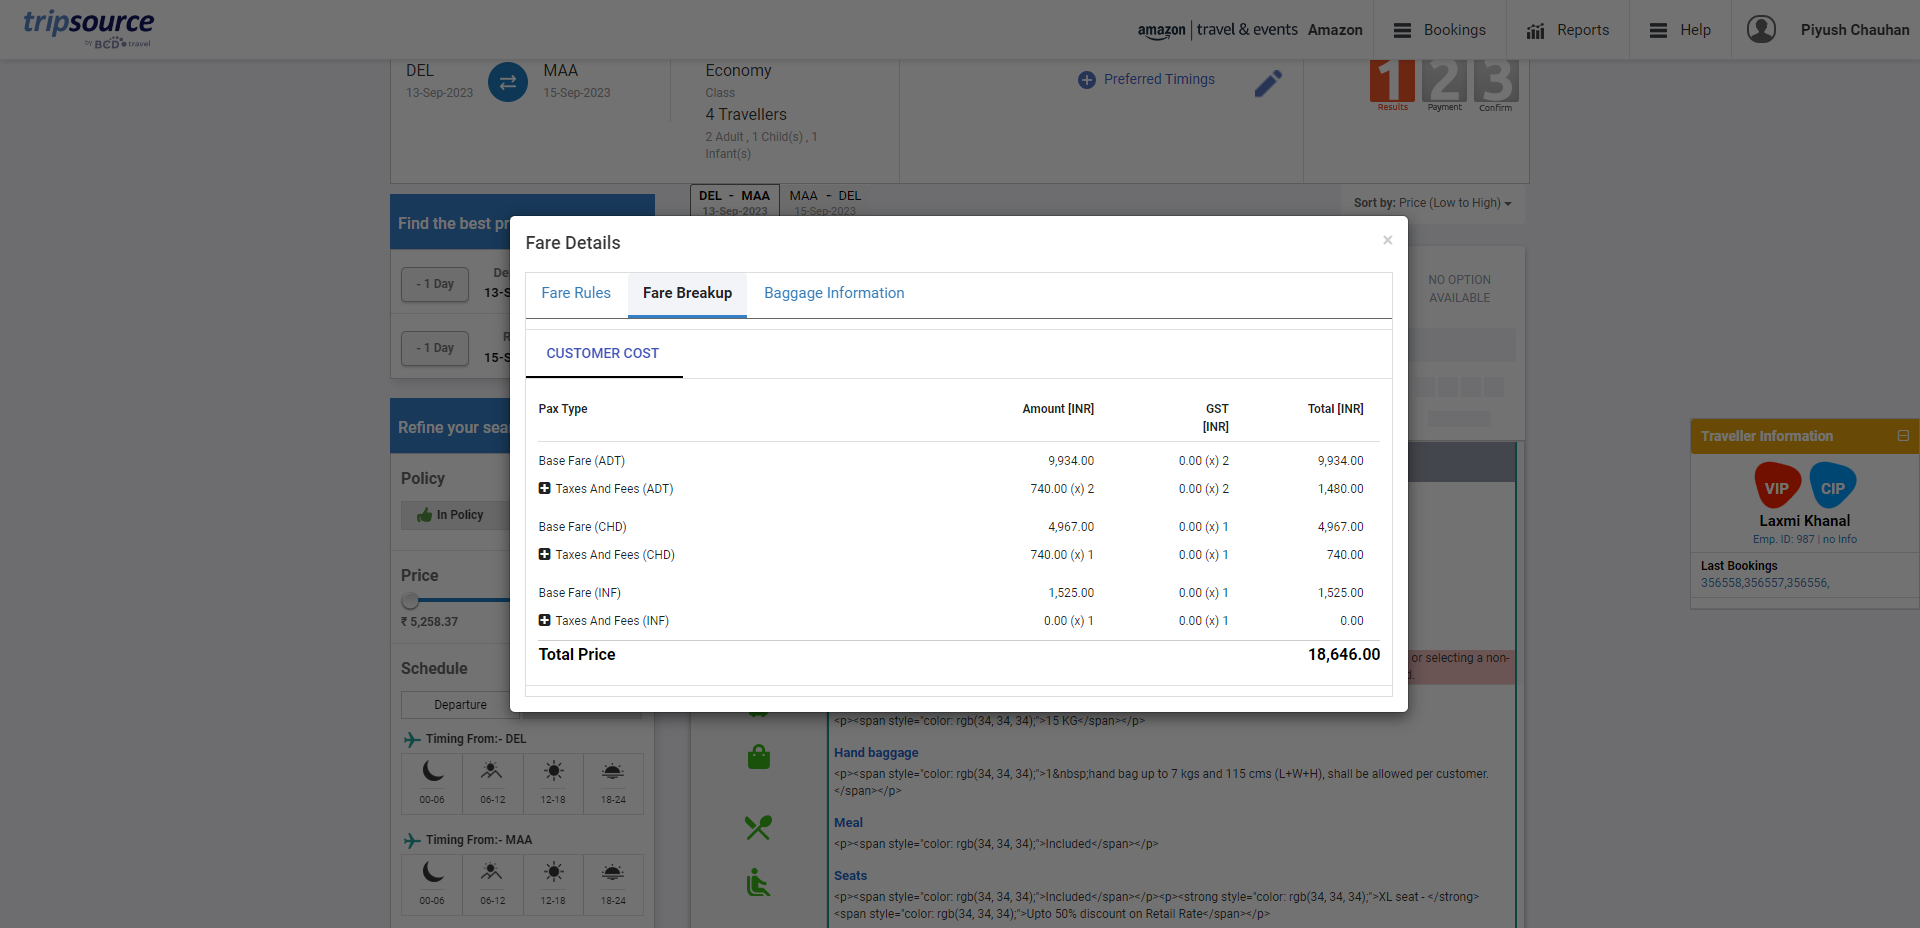 tripsource
by BCD travel
amazon | travel & events Amazon
Bookings
Reports
Help
Piyush Chauhan
DEL
13-Sep-2023
MAA
15-Sep-2023
Economy
Class
4 Travellers
2 Adult , 1 Child(s) , 1
Infant(s)
Preferred Timings
1 2 3
Results Payment Confirm
DEL - MAA
13-Sep-2023
MAA - DEL
15-Sep-2023
Sort by: Price (Low to High)
Find the best pr
- 1 Day
De
13-S
- 1 Day
R
15-S
NO OPTION
AVAILABLE
Refine your sea
Policy
In Policy
Price
₹ 5,258.37
Schedule
Departure
Timing From:- DEL
00-06 06-12 12-18 18-24
Timing From:- MAA
00-06 06-12 12-18 18-24
Fare Details
×
Fare Rules Fare Breakup Baggage Information
CUSTOMER COST
Pax Type Amount [INR] GST [INR] Total [INR]
Base Fare (ADT) 9,934.00 0.00 (x) 2 9,934.00
Taxes And Fees (ADT) 740.00 (x) 2 0.00 (x) 2 1,480.00
Base Fare (CHD) 4,967.00 0.00 (x) 1 4,967.00
Taxes And Fees (CHD) 740.00 (x) 1 0.00 (x) 1 740.00
Base Fare (INF) 1,525.00 0.00 (x) 1 1,525.00
Taxes And Fees (INF) 0.00 (x) 1 0.00 (x) 1 0.00
Total Price 18,646.00
or selecting a non-
d.
<p><span style="color: rgb(34, 34, 34);">15 KG</span></p>
Hand baggage
<p><span style="color: rgb(34, 34, 34);">1&nbsp;hand bag up to 7 kgs and 115 cms (L+W+H), shall be allowed per customer.
</span></p>
Meal
<p><span style="color: rgb(34, 34, 34);">Included</span></p>
Seats
<p><span style="color: rgb(34, 34, 34);">Included</span></p><p><strong style="color: rgb(34, 34, 34);">XL seat - </strong>
<span style="color: rgb(34, 34, 34);">Upto 50% discount on Retail Rate</span></p>
Traveller Information
VIP CIP
Laxmi Khanal
Emp. ID: 987 | no Info
Last Bookings
356558,356557,356556,